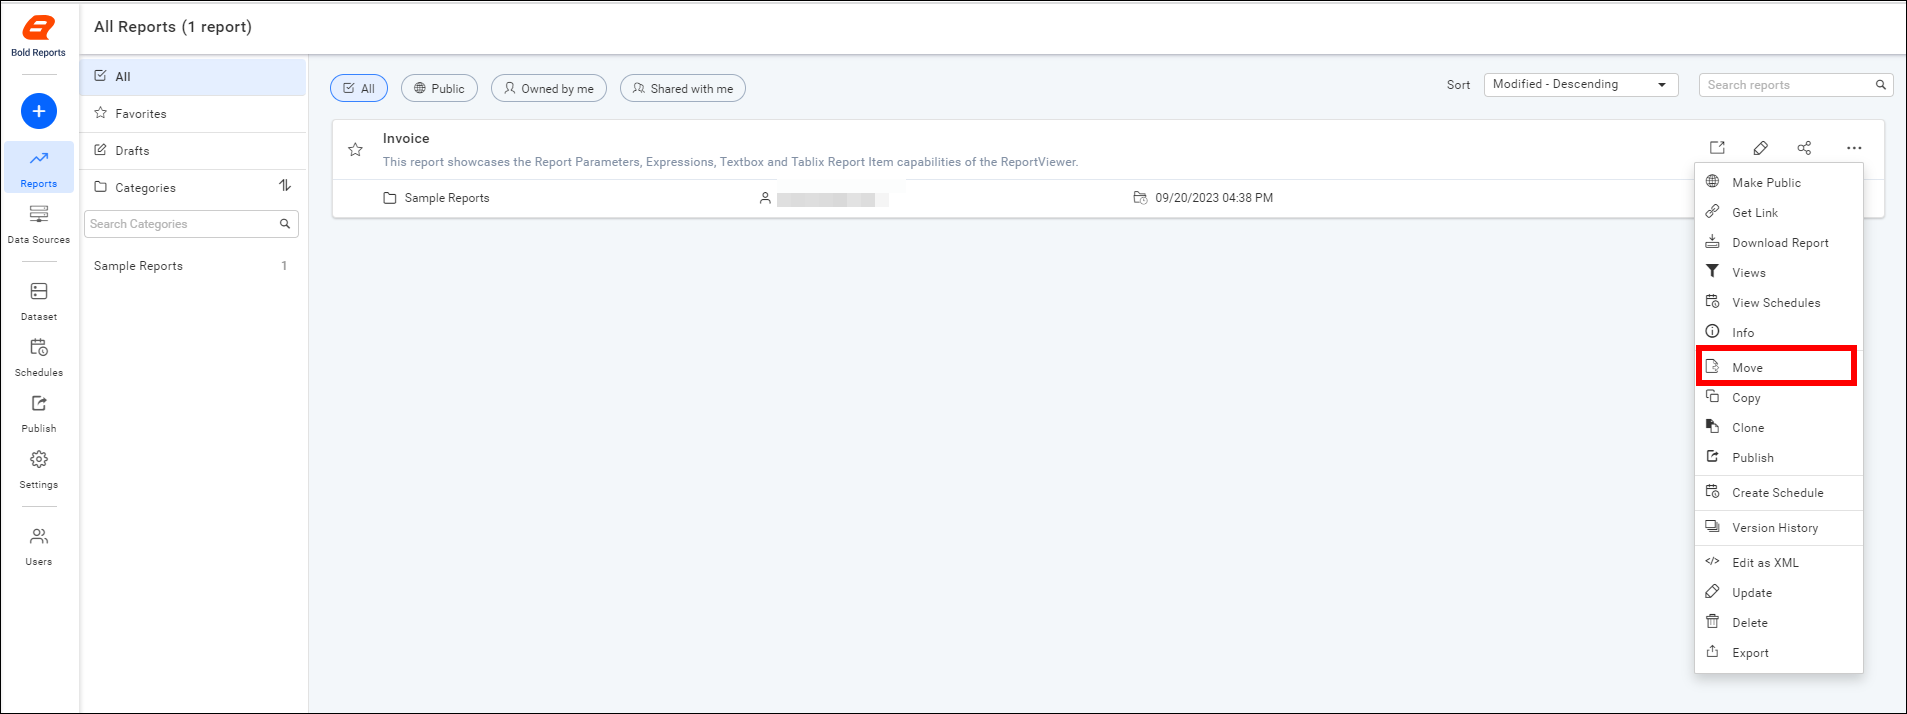 Bold Reports
Reports
Data Sources
Dataset
Schedules
Publish
Settings
Users
All Reports (1 report)
All
Favorites
Drafts
Categories
Search Categories
Sample Reports 1
All Public Owned by me Shared with me
Sort Modified - Descending Search reports
Invoice
This report showcases the Report Parameters, Expressions, Textbox and Tablix Report Item capabilities of the ReportViewer.
Sample Reports 09/20/2023 04:38 PM
Make Public
Get Link
Download Report
Views
View Schedules
Info
Move
Copy
Clone
Publish
Create Schedule
Version History
Edit as XML
Update
Delete
Export